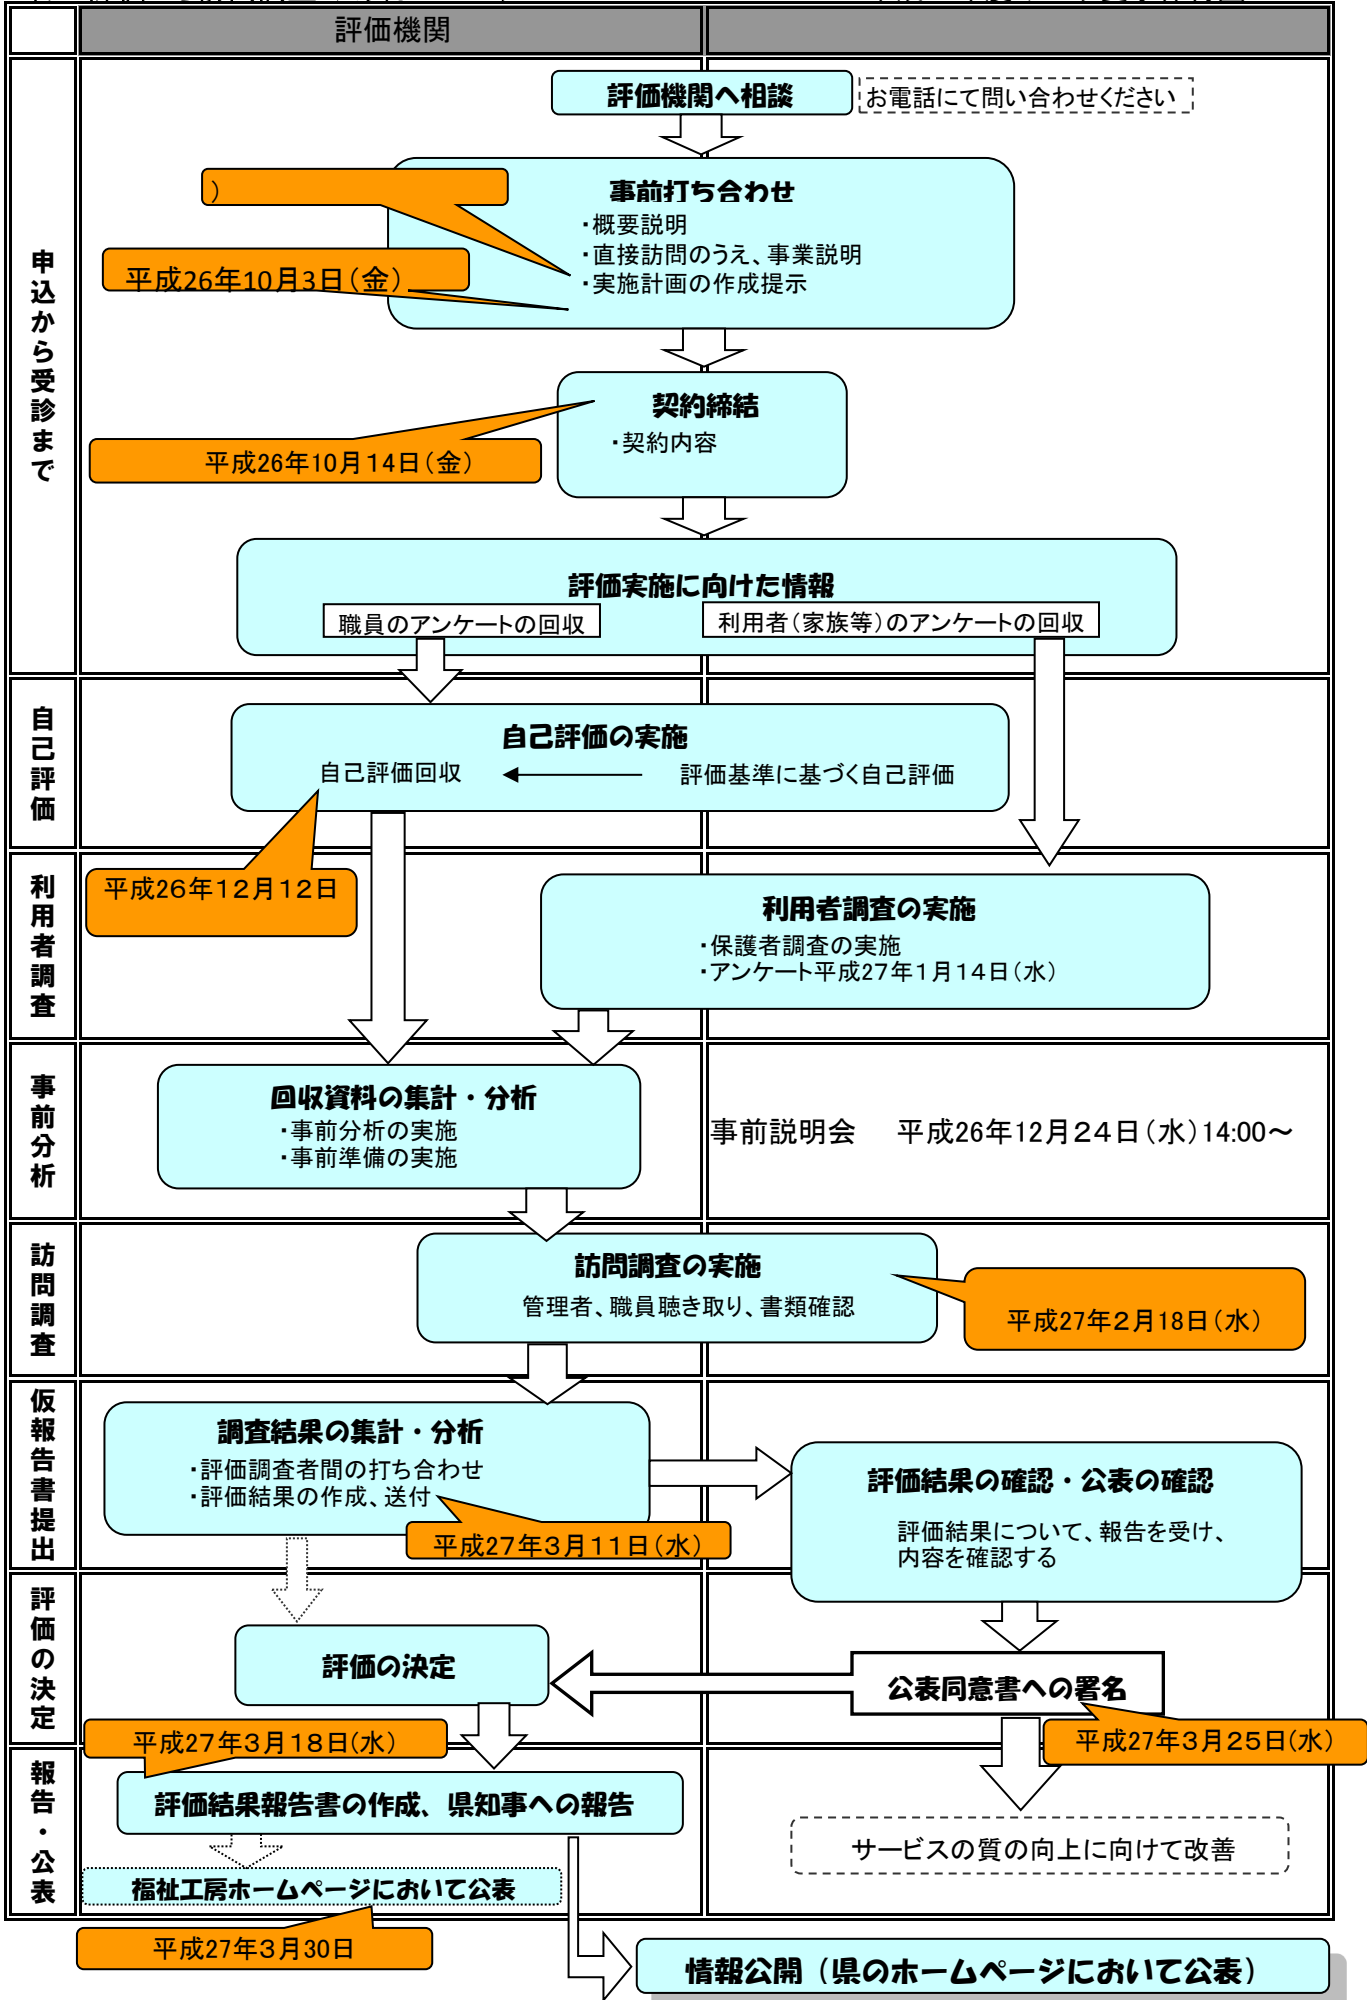 評価機関
申込から受診まで
評価機関へ相談
お電話にて問い合わせください
)
事前打ち合わせ
・概要説明
・直接訪問のうえ、事業説明
・実施計画の作成提示
平成26年10月3日(金)
契約締結
・契約内容
平成26年10月14日(金)
評価実施に向けた情報
職員のアンケートの回収
利用者(家族等)のアンケートの回収
自己評価
自己評価の実施
自己評価回収
評価基準に基づく自己評価
利用者調査
平成26年12月12日
利用者調査の実施
・保護者調査の実施
・アンケート平成27年1月14日(水)
事前分析
回収資料の集計・分析
・事前分析の実施
・事前準備の実施
事前説明会 平成26年12月24日(水)14:00~
訪問調査
訪問調査の実施
管理者、職員聴き取り、書類確認
平成27年2月18日(水)
仮報告書提出
調査結果の集計・分析
・評価調査者間の打ち合わせ
・評価結果の作成、送付
平成27年3月11日(水)
評価結果の確認・公表の確認
評価結果について、報告を受け、
内容を確認する
評価の決定
評価の決定
公表同意書への署名
平成27年3月18日(水)
平成27年3月25日(水)
報告・公表
評価結果報告書の作成、県知事への報告
サービスの質の向上に向けて改善
福祉工房ホームページにおいて公表
平成27年3月30日
情報公開(県のホームページにおいて公表)